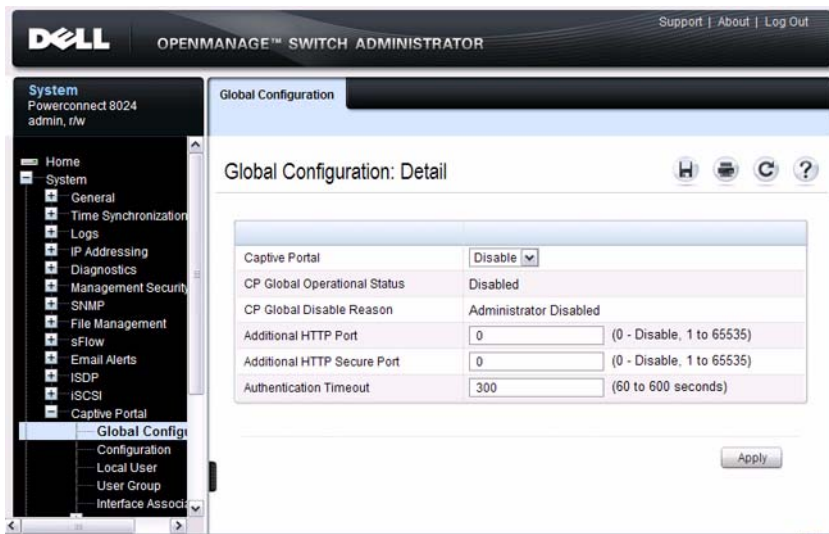 Support | About | Log Out
DELL
OPENMANAGE™ SWITCH ADMINISTRATOR
System
Powerconnect 8024
admin, r/w
Global Configuration
Home
System
General
Time Synchronization
Logs
IP Addressing
Diagnostics
Management Security
SNMP
File Management
sFlow
Email Alerts
ISDP
iSCSI
Captive Portal
Global Configu
Configuration
Local User
User Group
Interface Associa
Global Configuration: Detail
Captive Portal Disable
CP Global Operational Status Disabled
CP Global Disable Reason Administrator Disabled
Additional HTTP Port 0 (0 - Disable, 1 to 65535)
Additional HTTP Secure Port 0 (0 - Disable, 1 to 65535)
Authentication Timeout 300 (60 to 600 seconds)
Apply